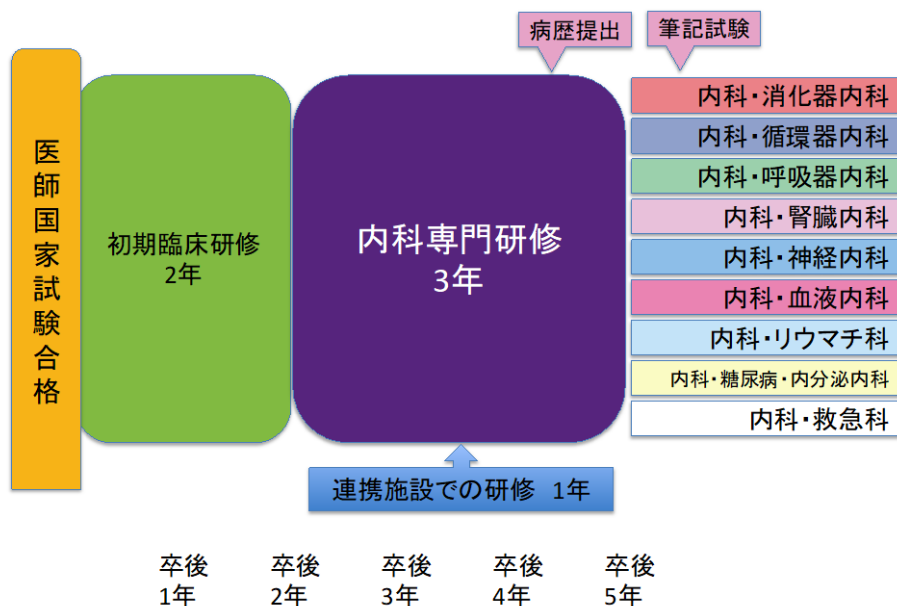 病歴提出
筆記試験
医師国家試験合格
初期臨床研修
2年
内科専門研修
3年
内科・消化器内科
内科・循環器内科
内科・呼吸器内科
内科・腎臓内科
内科・神経内科
内科・血液内科
内科・リウマチ科
内科・糖尿病・内分泌内科
内科・救急科
連携施設での研修 1年
卒後
1年
卒後
2年
卒後
3年
卒後
4年
卒後
5年